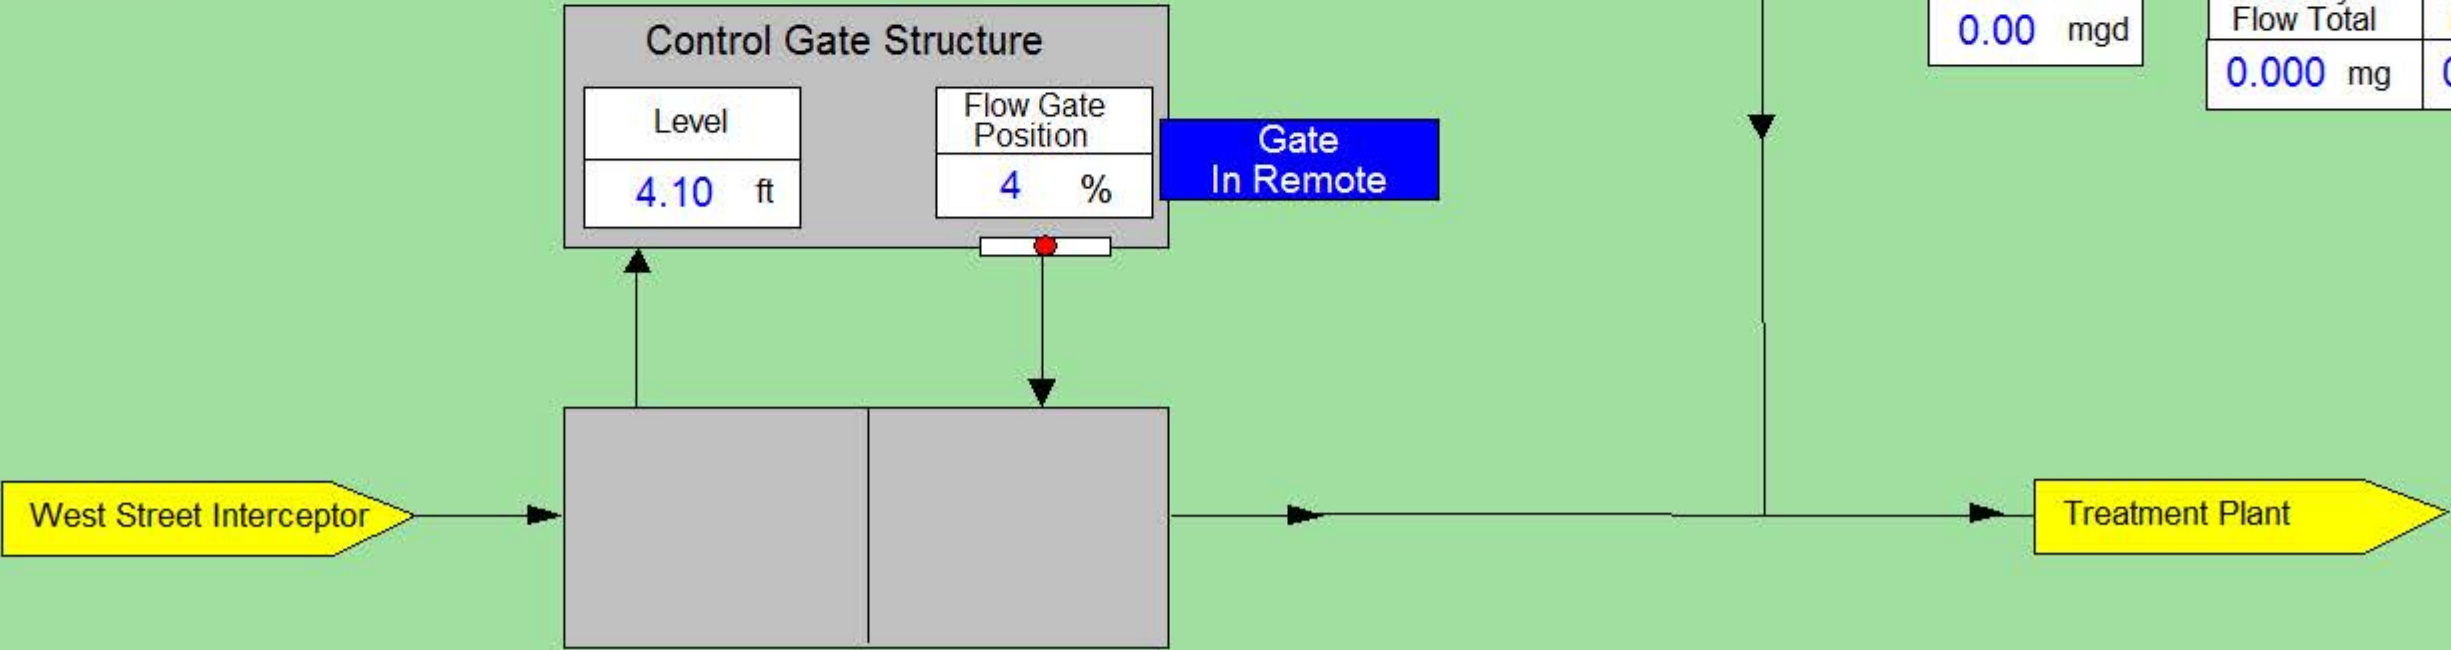 Control Gate Structure
Level
4.10 ft
Flow Gate
Position
4 %
Gate
In Remote
0.00 mgd
Flow Total
0.000 mg
West Street Interceptor
Treatment Plant